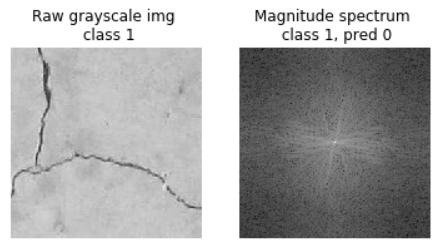 Raw grayscale img
class 1
Magnitude spectrum
class 1, pred 0